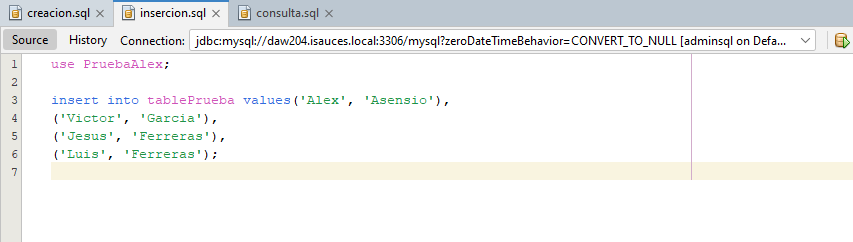 creacion.sql insercion.sql consulta.sql
Source History Connection: jdbc:mysql://daw204.isauces.local:3306/mysql?zeroDateTimeBehavior=CONVERT_TO_NULL [adminsql on Defa...
1 use PruebaAlex;
2
3 insert into tablePrueba values('Alex', 'Asensio'),
4 ('Victor', 'Garcia'),
5 ('Jesus', 'Ferreras'),
6 ('Luis', 'Ferreras');
7